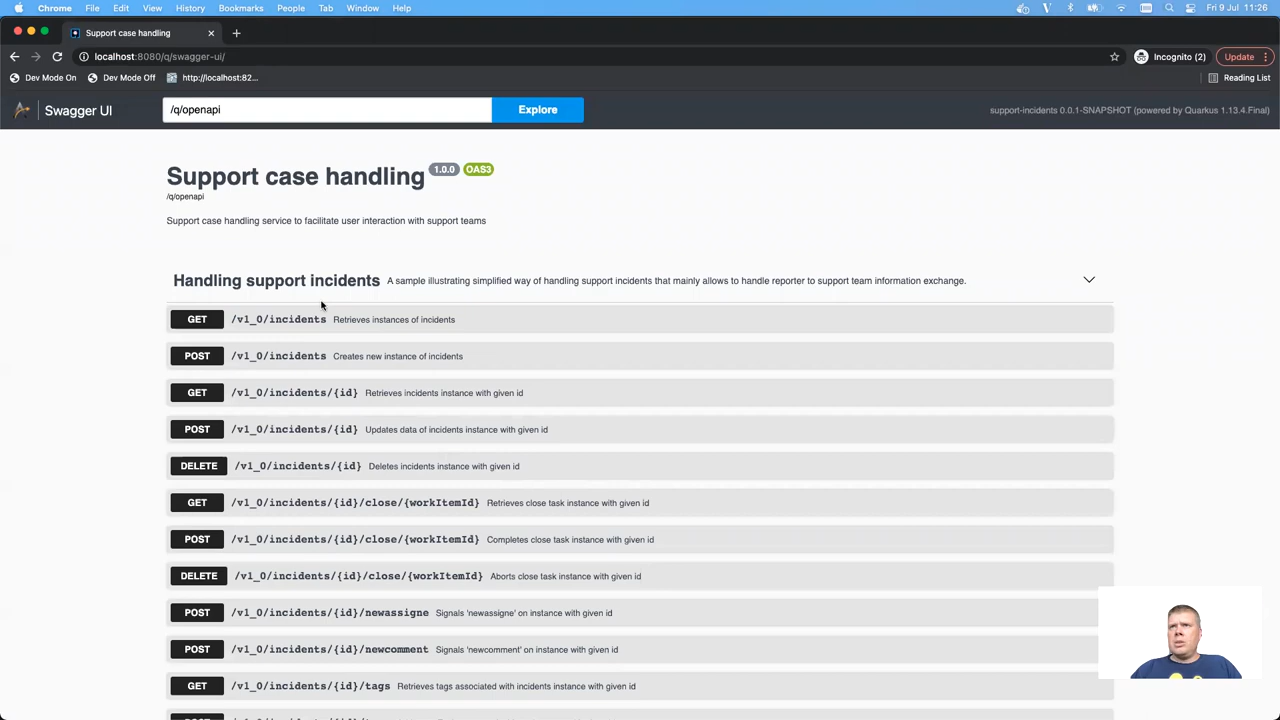 Chrome File Edit View History Bookmarks People Tab Window Help
Fri 9 Jul 11:26
Support case handling
localhost:8080/q/swagger-ui/
Incognito (2)
Update
Dev Mode On
Dev Mode Off
http://localhost:82...
Reading List
Swagger UI
/q/openapi
Explore
support-incidents 0.0.1-SNAPSHOT (powered by Quarkus 1.13.4.Final)
Support case handling 1.0.0 OAS3
/q/openapi
Support case handling service to facilitate user interaction with support teams
Handling support incidents A sample illustrating simplified way of handling support incidents that mainly allows to handle reporter to support team information exchange.
GET /v1_0/incidents Retrieves instances of incidents
POST /v1_0/incidents Creates new instance of incidents
GET /v1_0/incidents/{id} Retrieves incidents instance with given id
POST /v1_0/incidents/{id} Updates data of incidents instance with given id
DELETE /v1_0/incidents/{id} Deletes incidents instance with given id
GET /v1_0/incidents/{id}/close/{workItemId} Retrieves close task instance with given id
POST /v1_0/incidents/{id}/close/{workItemId} Completes close task instance with given id
DELETE /v1_0/incidents/{id}/close/{workItemId} Aborts close task instance with given id
POST /v1_0/incidents/{id}/newassigne Signals 'newassigne' on instance with given id
POST /v1_0/incidents/{id}/newcomment Signals 'newcomment' on instance with given id
GET /v1_0/incidents/{id}/tags Retrieves tags associated with incidents instance with given id